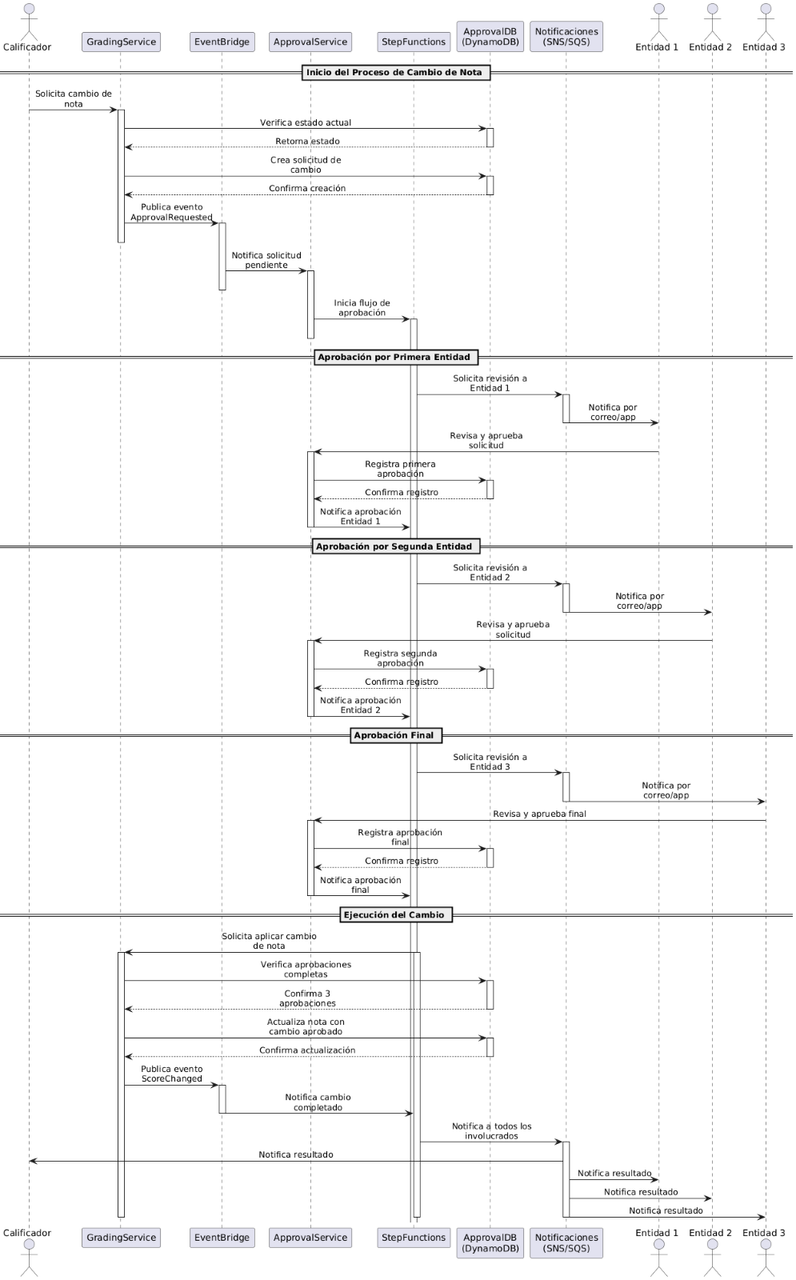 Calificador
GradingService
EventBridge
ApprovalService
StepFunctions
ApprovalDB
(DynamoDB)
Notificaciones
(SNS/SQS)
Entidad 1
Entidad 2
Entidad 3
Inicio del Proceso de Cambio de Nota
Solicita cambio de
nota
Verifica estado actual
Retorna estado
Crea solicitud de
cambio
Confirma creación
Publica evento
ApprovalRequested
Notifica solicitud
pendiente
Inicia flujo de
aprobación
Aprobación por Primera Entidad
Solicita revisión a
Entidad 1
Notifica por
correo/app
Revisa y aprueba
solicitud
Registra primera
aprobación
Confirma registro
Notifica aprobación
Entidad 1
Aprobación por Segunda Entidad
Solicita revisión a
Entidad 2
Notifica por
correo/app
Revisa y aprueba
solicitud
Registra segunda
aprobación
Confirma registro
Notifica aprobación
Entidad 2
Aprobación Final
Solicita revisión a
Entidad 3
Notifica por
correo/app
Revisa y aprueba final
Registra aprobación
final
Confirma registro
Notifica aprobación
final
Ejecución del Cambio
Solicita aplicar cambio
de nota
Verifica aprobaciones
completas
Confirma 3
aprobaciones
Actualiza nota con
cambio aprobado
Confirma actualización
Publica evento
ScoreChanged
Notifica cambio
completado
Notifica a todos los
involucrados
Notifica resultado
Notifica resultado
Notifica resultado
Notifica resultado
Calificador
GradingService
EventBridge
ApprovalService
StepFunctions
ApprovalDB
(DynamoDB)
Notificaciones
(SNS/SQS)
Entidad 1
Entidad 2
Entidad 3